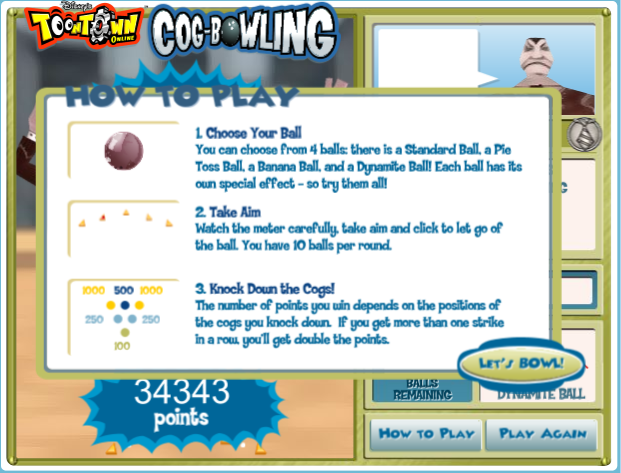 Disney's
TOONTOWN
ONLINE
COG-BOWLING
HOW TO PLAY
1. Choose Your Ball
You can choose from 4 balls: there is a Standard Ball, a Pie
Toss Ball, a Banana Ball, and a Dynamite Ball! Each ball has its
own special effect - so try them all!
2. Take Aim
Watch the meter carefully, take aim and click to let go of
the ball. You have 10 balls per round.
1000 500 1000
250 250
100
3. Knock Down the Cogs!
The number of points you win depends on the positions of
the cogs you knock down. If you get more than one strike
in a row, you'll get double the points.
LET'S BOWL!
34343
points
BALLS
REMAINING
DYNAMITE BALL
HOW TO PLAY
PLAY AGAIN